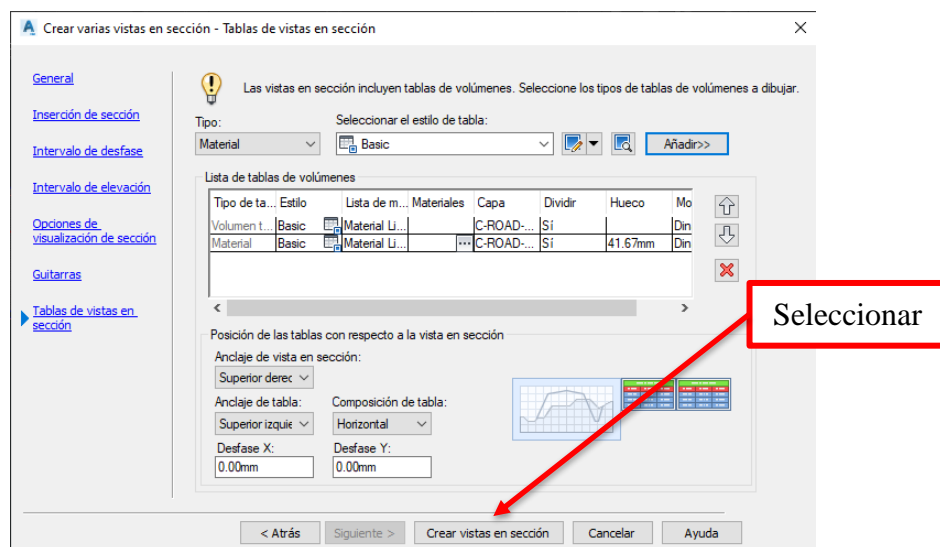 Crear varias vistas en sección - Tablas de vistas en sección
General
Inserción de sección
Intervalo de desfase
Intervalo de elevación
Opciones de
visualización de sección
Guitarras
Tablas de vistas en
sección
Las vistas en sección incluyen tablas de volúmenes. Seleccione los tipos de tablas de volúmenes a dibujar.
Tipo: Seleccionar el estilo de tabla:
Material Basic Añadir>>
Lista de tablas de volúmenes
Tipo de ta... Estilo Lista de m... Materiales Capa Dividir Hueco Mo
Volumen t... Basic Material Li... C-ROAD-... Sí Din
Material Basic Material Li... ... C-ROAD-... Sí 41.67mm Din
Seleccionar
Posición de las tablas con respecto a la vista en sección
Anclaje de vista en sección:
Superior derec
Anclaje de tabla: Composición de tabla:
Superior izquie Horizontal
Desfase X: Desfase Y:
0.00mm 0.00mm
< Atrás Siguiente > Crear vistas en sección Cancelar Ayuda